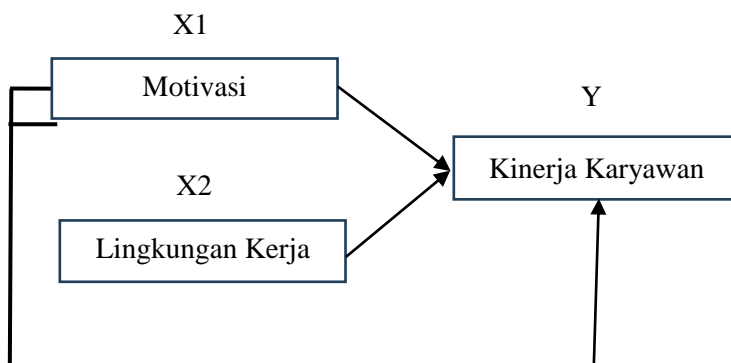 X1
Motivasi
Y
Kinerja Karyawan
X2
Lingkungan Kerja